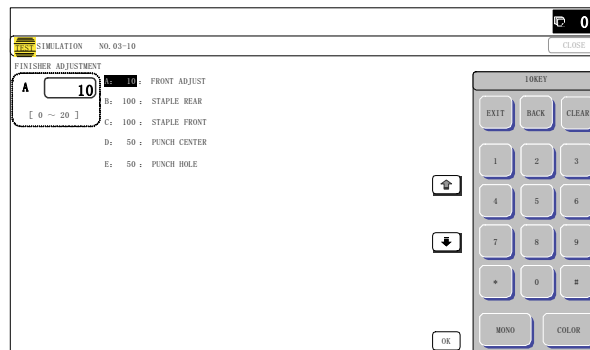 0
TEST SIMULATION NO. 03-10
CLOSE
FINISHER ADJUSTMENT
A 10
[ 0 ～ 20 ]
A: 10 : FRONT ADJUST
B: 100 : STAPLE REAR
C: 100 : STAPLE FRONT
D: 50 : PUNCH CENTER
E: 50 : PUNCH HOLE
OK
10KEY
EXIT BACK CLEAR
1 2 3
4 5 6
7 8 9
* 0 #
MONO COLOR